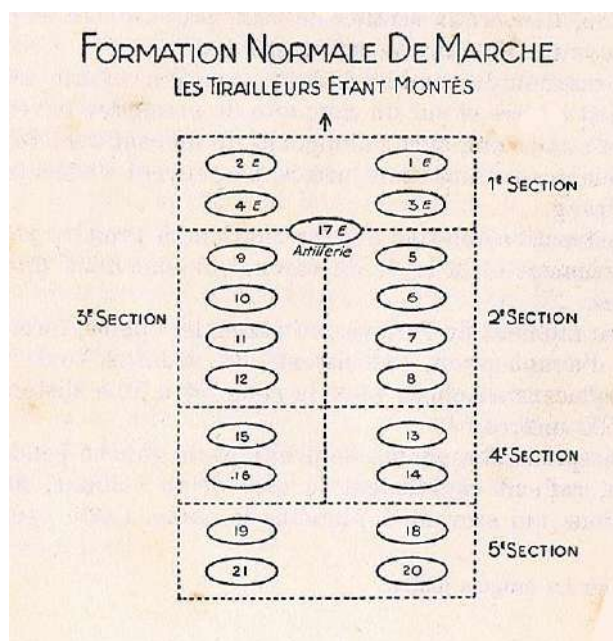 FORMATION NORMALE DE MARCHE
LES TIRAILLEURS ETANT MONTÉS
2 E 1 E
1e SECTION
4 E 3 E
17 E
Artillerie
9 5
10 6
3e SECTION 2e SECTION
11 7
12 8
15 13
4e SECTION
16 14
19 18
5e SECTION
21 20